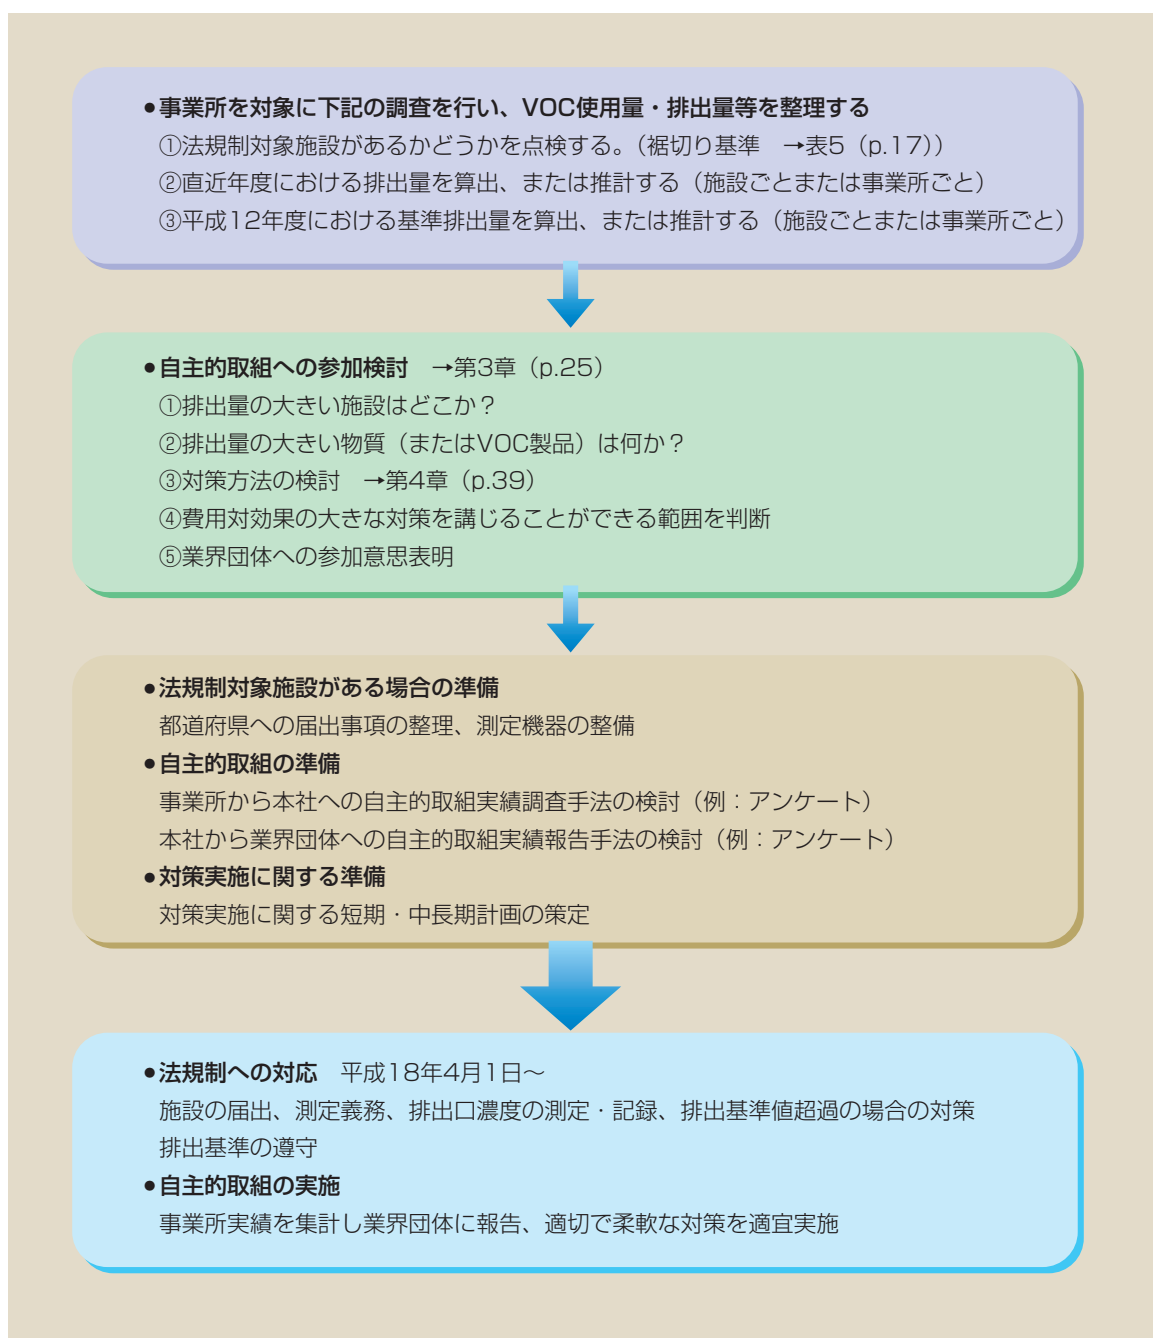 ●事業所を対象に下記の調査を行い、VOC使用量・排出量等を整理する
①法規制対象施設があるかどうかを点検する。（裾切り基準　→表5（p.17））
②直近年度における排出量を算出、または推計する（施設ごとまたは事業所ごと）
③平成12年度における基準排出量を算出、または推計する（施設ごとまたは事業所ごと）
●自主的取組への参加検討　→第3章（p.25）
①排出量の大きい施設はどこか？
②排出量の大きい物質（またはVOC製品）は何か？
③対策方法の検討　→第4章（p.39）
④費用対効果の大きな対策を講じることができる範囲を判断
⑤業界団体への参加意思表明
●法規制対象施設がある場合の準備
都道府県への届出事項の整理、測定機器の整備
●自主的取組の準備
事業所から本社への自主的取組実績調査手法の検討（例：アンケート）
本社から業界団体への自主的取組実績報告手法の検討（例：アンケート）
●対策実施に関する準備
対策実施に関する短期・中長期計画の策定
●法規制への対応　平成18年4月1日～
施設の届出、測定義務、排出口濃度の測定・記録、排出基準値超過の場合の対策
排出基準の遵守
●自主的取組の実施
事業所実績を集計し業界団体に報告、適切で柔軟な対策を適宜実施